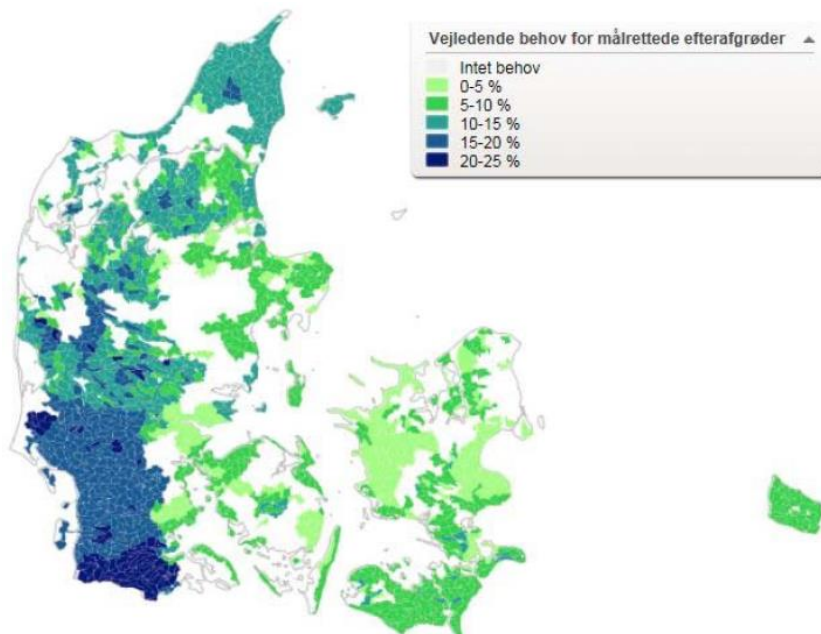 Vejledende behov for målrettede efterafgrøder
Intet behov
0-5 %
5-10 %
10-15 %
15-20 %
20-25 %